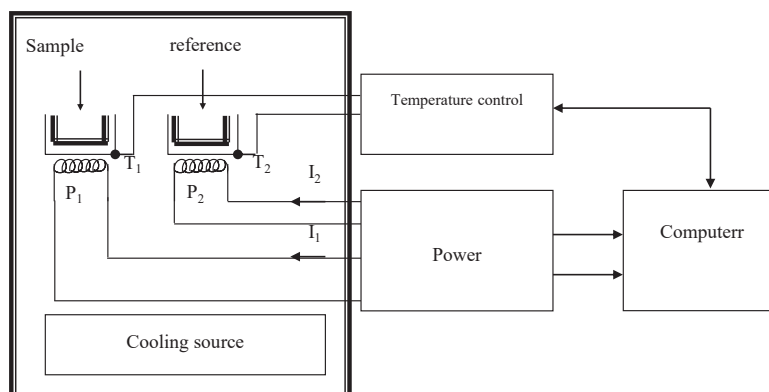 Sample
reference
Temperature control
T1
T2
P1
P2
I2
I1
Power
Computerr
Cooling source